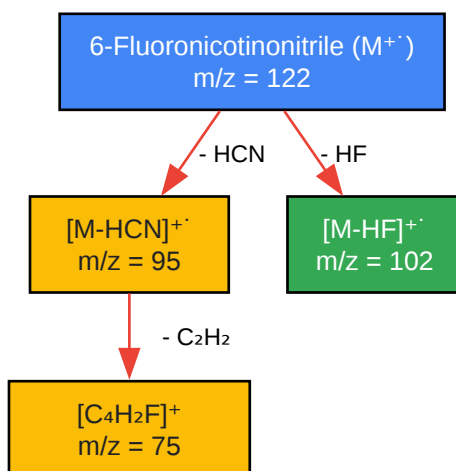 6-Fluoronicotinonitrile (M⁺˙)
m/z = 122
- HCN
- HF
[M-HCN]⁺˙
m/z = 95
[M-HF]⁺˙
m/z = 102
- C₂H₂
[C₄H₂F]⁺
m/z = 75